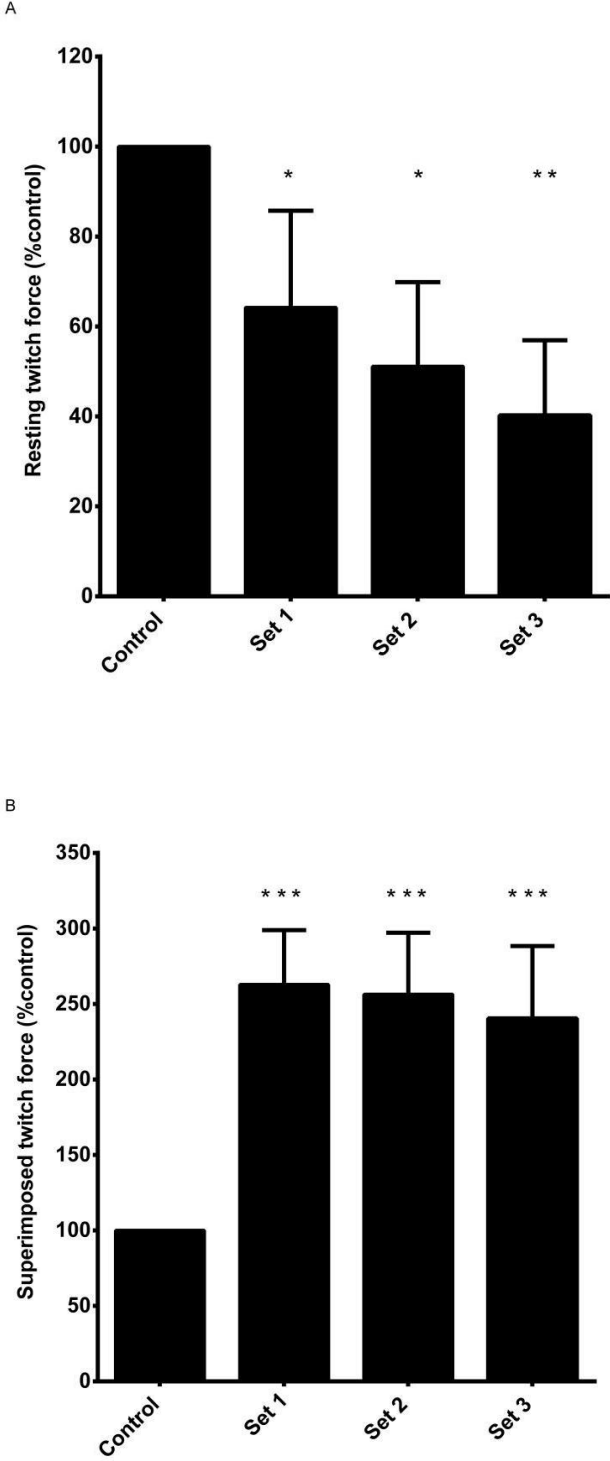 A
Resting twitch force (%control)
120
100
80
60
40
20
0
* * **
Control Set 1 Set 2 Set 3
B
Superimposed twitch force (%control)
350
300
250
200
150
100
50
0
*** *** ***
Control Set 1 Set 2 Set 3